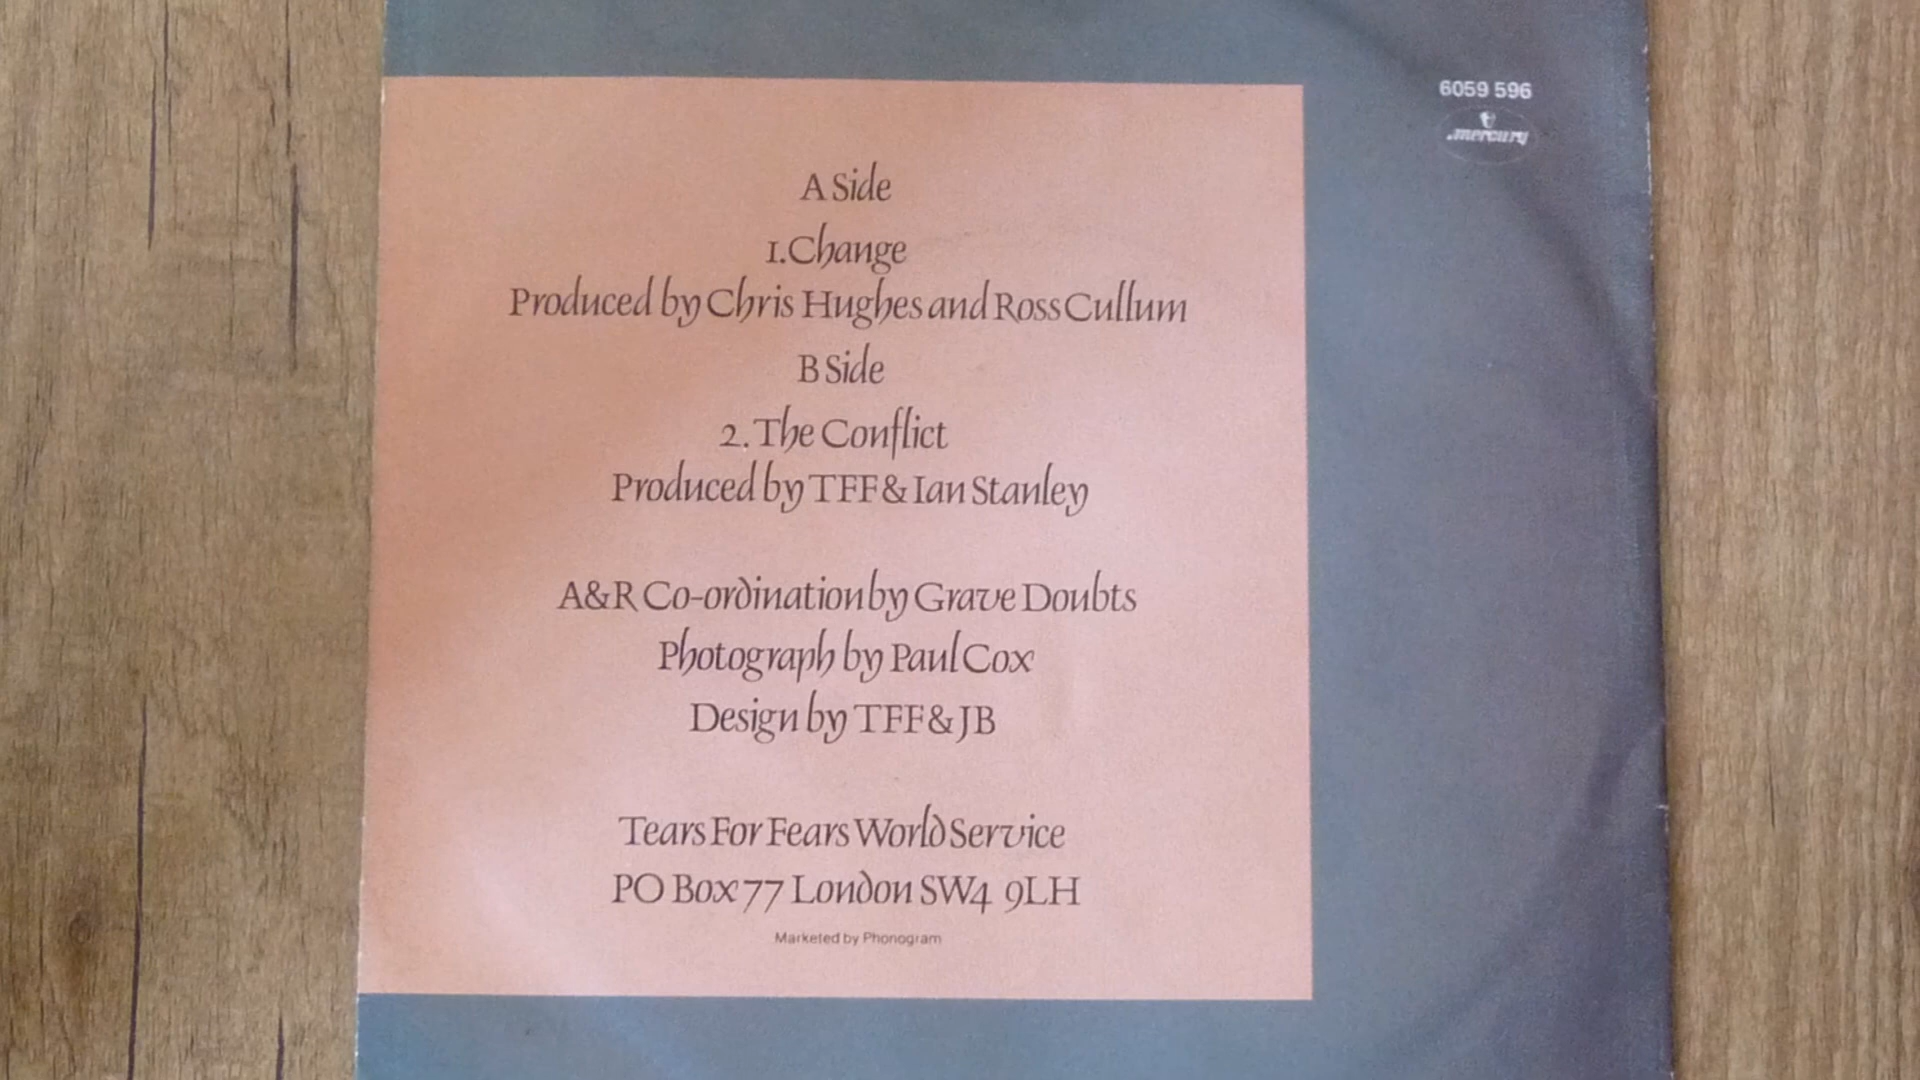 6059 596
mercury
A Side
1. Change
Produced by Chris Hughes and Ross Cullum
B Side
2. The Conflict
Produced by TFF & Ian Stanley
A&R Co-ordination by Grave Doubts
Photograph by Paul Cox
Design by TFF & JB
Tears For Fears World Service
PO Box 77 London SW4 9LH
Marketed by Phonogram